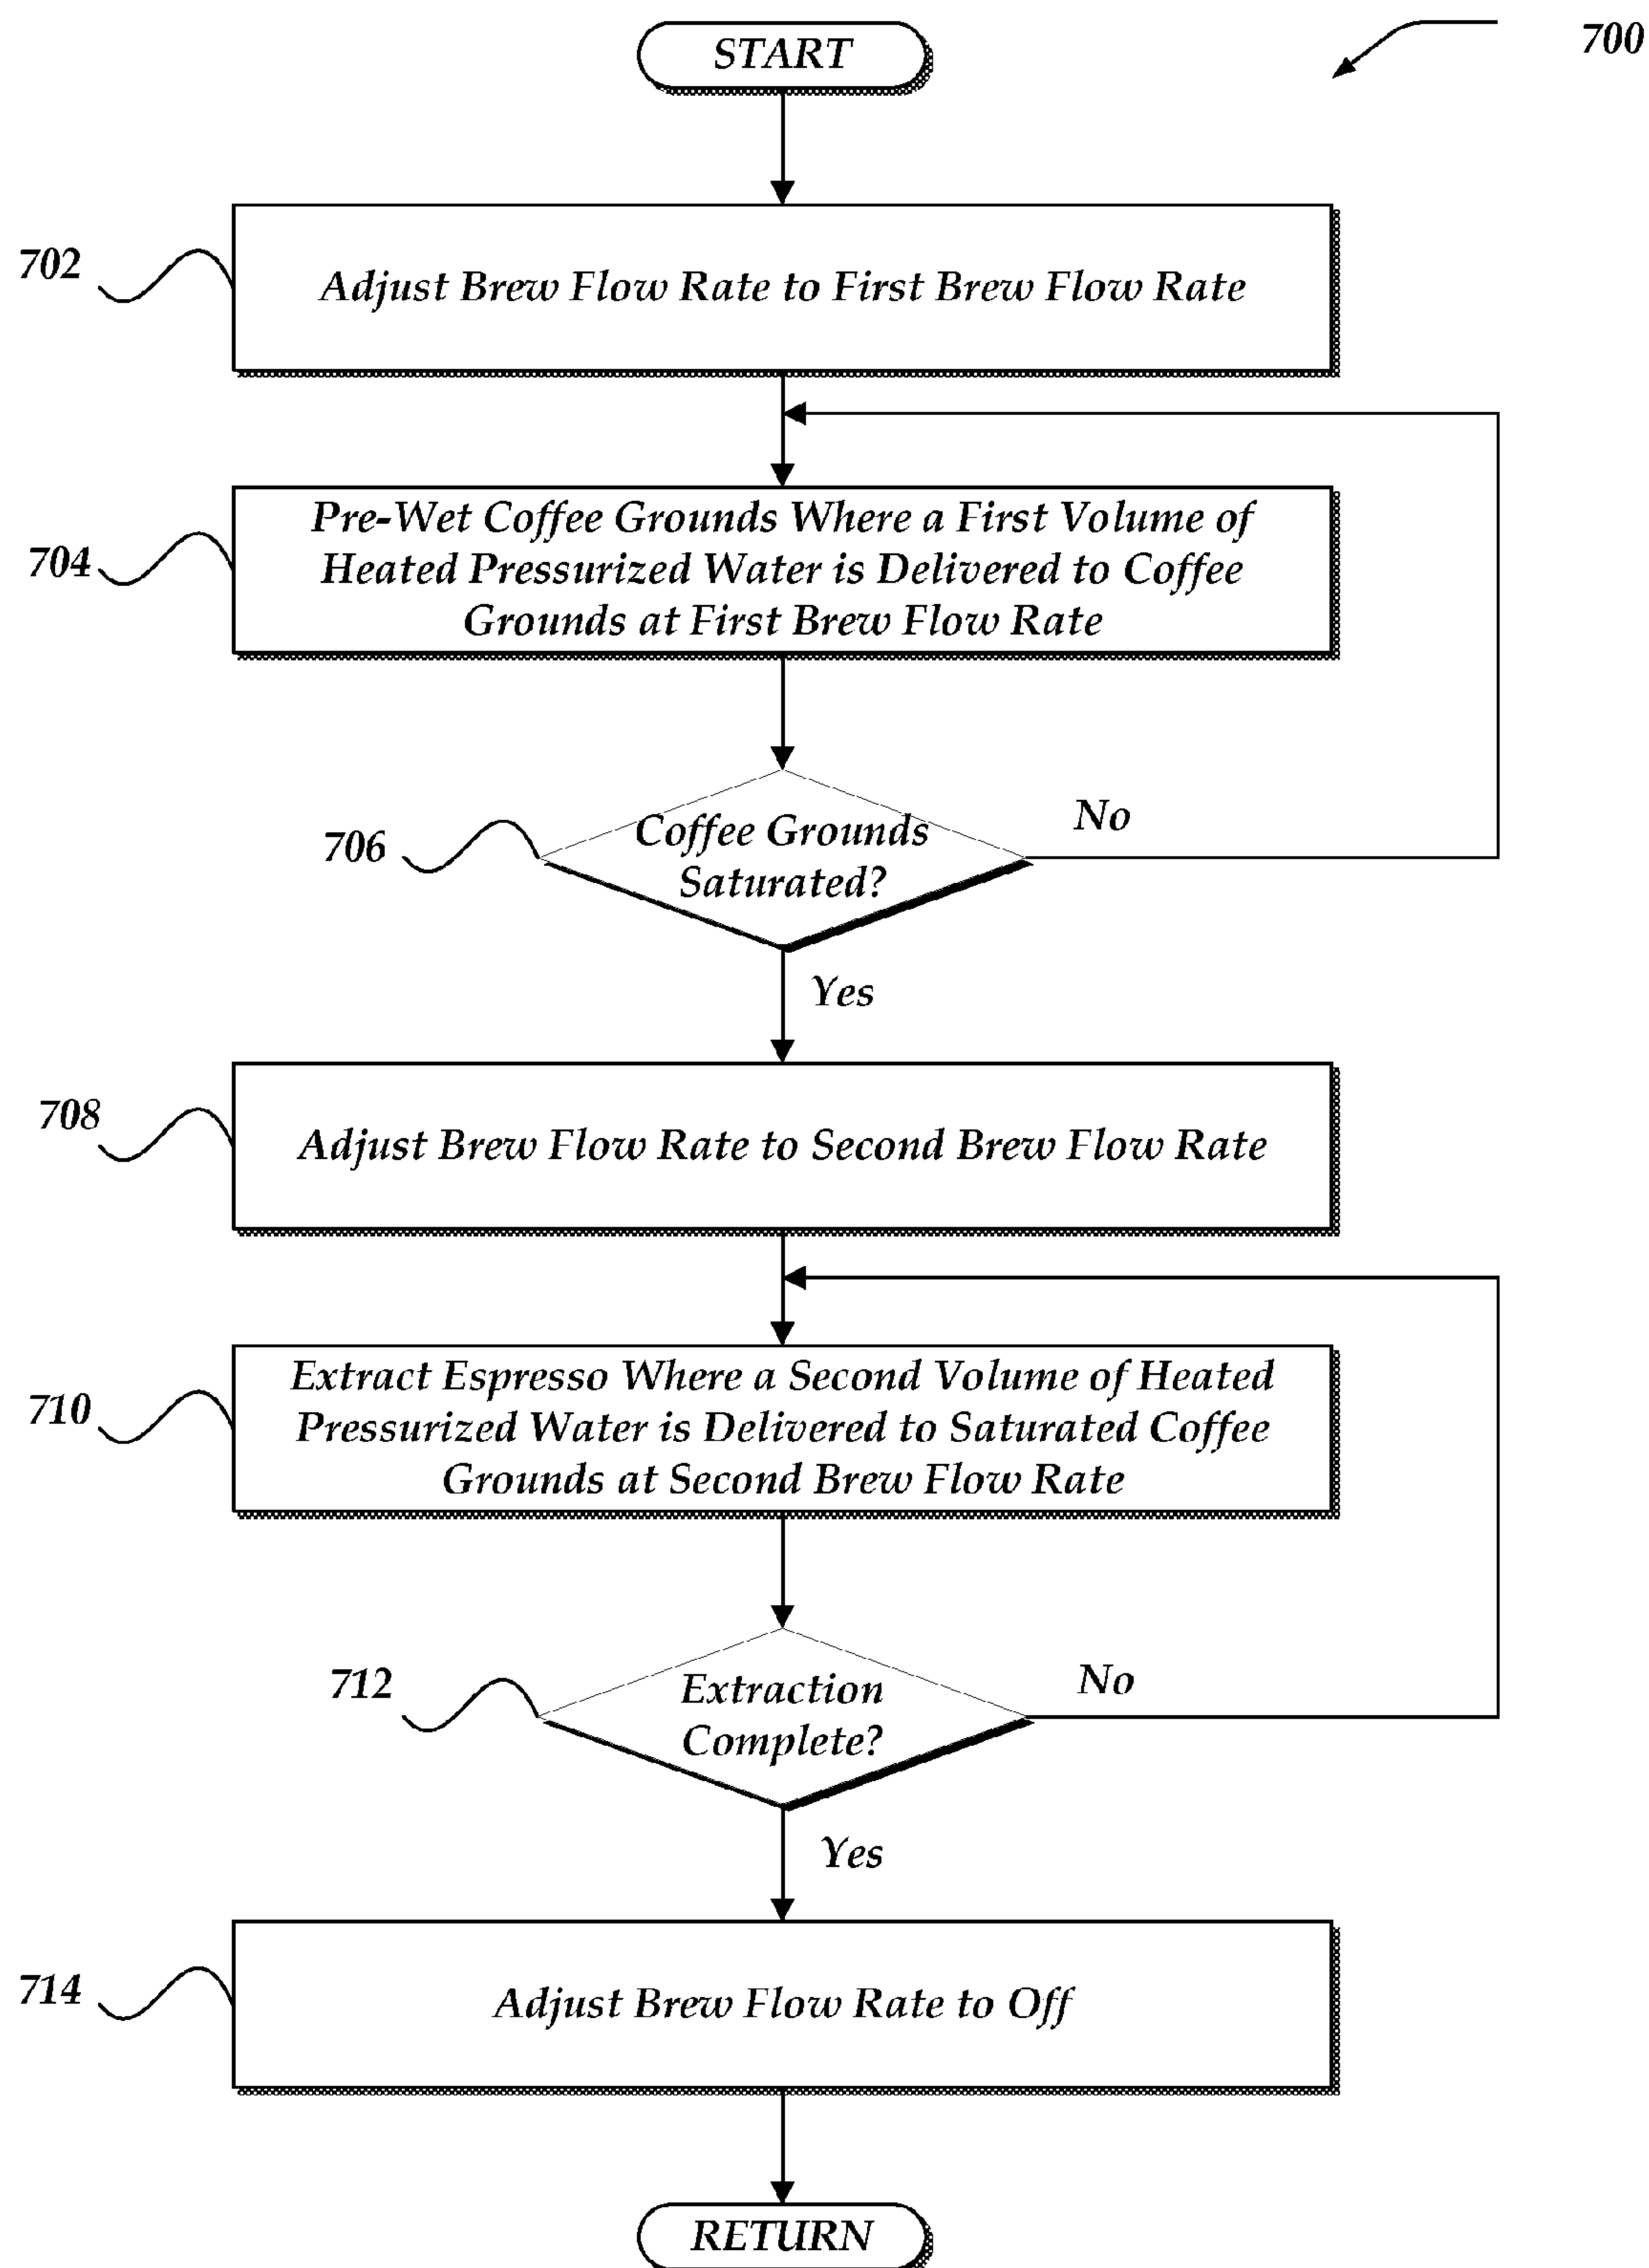 START
700
702
Adjust Brew Flow Rate to First Brew Flow Rate
704
Pre-Wet Coffee Grounds Where a First Volume of
Heated Pressurized Water is Delivered to Coffee
Grounds at First Brew Flow Rate
706
Coffee Grounds
Saturated?
No
Yes
708
Adjust Brew Flow Rate to Second Brew Flow Rate
710
Extract Espresso Where a Second Volume of Heated
Pressurized Water is Delivered to Saturated Coffee
Grounds at Second Brew Flow Rate
712
Extraction
Complete?
No
Yes
714
Adjust Brew Flow Rate to Off
RETURN